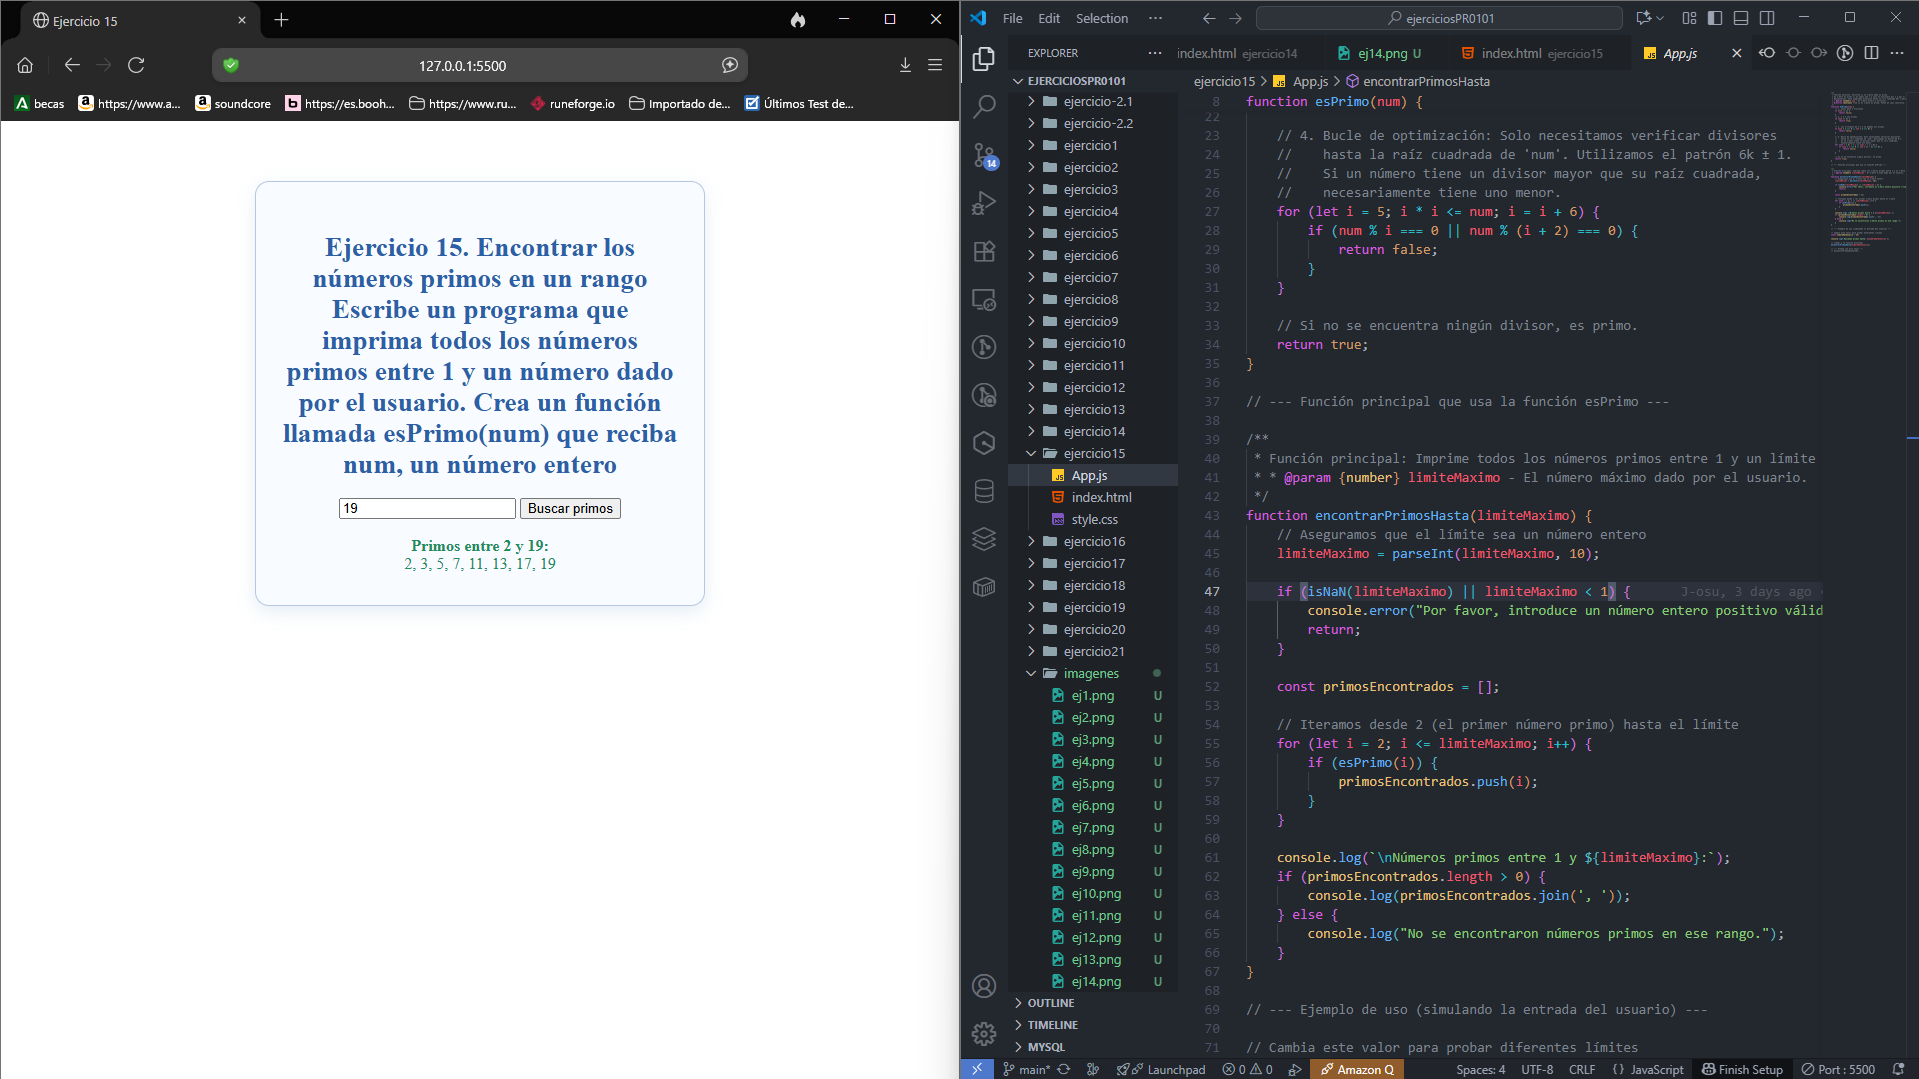 Ejercicio 15
127.0.0.1:5500
becas
https://www.a...
soundcore
https://es.booh...
https://www.ru...
runeforge.io
Importado de...
Últimos Test de...
Ejercicio 15. Encontrar los
números primos en un rango
Escribe un programa que
imprima todos los números
primos entre 1 y un número dado
por el usuario. Crea un función
llamada esPrimo(num) que reciba
num, un número entero
19
Buscar primos
Primos entre 2 y 19:
2, 3, 5, 7, 11, 13, 17, 19
File Edit Selection ...
ejerciciosPR0101
EXPLORER
index.html ejercicio14
ej14.png U
index.html ejercicio15
App.js
EJERCICIOSPR0101
ejercicio-2.1
ejercicio-2.2
ejercicio1
ejercicio2
ejercicio3
ejercicio4
ejercicio5
ejercicio6
ejercicio7
ejercicio8
ejercicio9
ejercicio10
ejercicio11
ejercicio12
ejercicio13
ejercicio14
ejercicio15
App.js
index.html
style.css
ejercicio16
ejercicio17
ejercicio18
ejercicio19
ejercicio20
ejercicio21
imagenes
ej1.png U
ej2.png U
ej3.png U
ej4.png U
ej5.png U
ej6.png U
ej7.png U
ej8.png U
ej9.png U
ej10.png U
ej11.png U
ej12.png U
ej13.png U
ej14.png U
OUTLINE
TIMELINE
MYSQL
14
ejercicio15 > App.js > encontrarPrimosHasta
8 function esPrimo(num) {
22
23 // 4. Bucle de optimización: Solo necesitamos verificar divisores
24 // hasta la raíz cuadrada de 'num'. Utilizamos el patrón 6k ± 1.
25 // Si un número tiene un divisor mayor que su raíz cuadrada,
26 // necesariamente tiene uno menor.
27 for (let i = 5; i * i <= num; i = i + 6) {
28 if (num % i === 0 || num % (i + 2) === 0) {
29 return false;
30 }
31 }
32
33 // Si no se encuentra ningún divisor, es primo.
34 return true;
35 }
36
37 // --- Función principal que usa la función esPrimo ---
38
39 /**
40 * Función principal: Imprime todos los números primos entre 1 y un límite
41 * * @param {number} limiteMaximo - El número máximo dado por el usuario.
42 */
43 function encontrarPrimosHasta(limiteMaximo) {
44 // Aseguramos que el límite sea un número entero
45 limiteMaximo = parseInt(limiteMaximo, 10);
46
47 if (isNaN(limiteMaximo) || limiteMaximo < 1) { J-osu, 3 days ago
48 console.error("Por favor, introduce un número entero positivo válid
49 return;
50 }
51
52 const primosEncontrados = [];
53
54 // Iteramos desde 2 (el primer número primo) hasta el límite
55 for (let i = 2; i <= limiteMaximo; i++) {
56 if (esPrimo(i)) {
57 primosEncontrados.push(i);
58 }
59 }
60
61 console.log(`\nNúmeros primos entre 1 y ${limiteMaximo}:`);
62 if (primosEncontrados.length > 0) {
63 console.log(primosEncontrados.join(', '));
64 } else {
65 console.log("No se encontraron números primos en ese rango.");
66 }
67 }
68
69 // --- Ejemplo de uso (simulando la entrada del usuario) ---
70
71 // Cambia este valor para probar diferentes límites
main* Launchpad 0 0 Amazon Q Spaces: 4 UTF-8 CRLF {} JavaScript Finish Setup Port : 5500